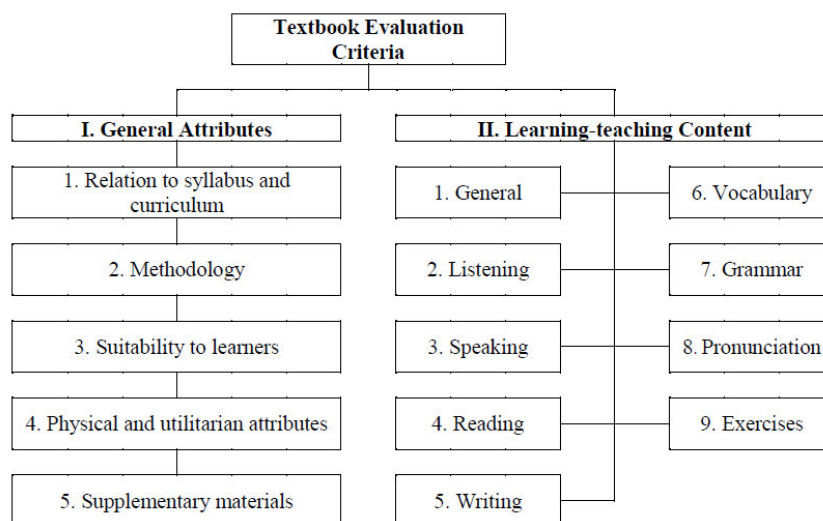 Textbook Evaluation
Criteria
I. General Attributes
1. Relation to syllabus and
curriculum
2. Methodology
3. Suitability to learners
4. Physical and utilitarian attributes
5. Supplementary materials
II. Learning-teaching Content
1. General
2. Listening
3. Speaking
4. Reading
5. Writing
6. Vocabulary
7. Grammar
8. Pronunciation
9. Exercises